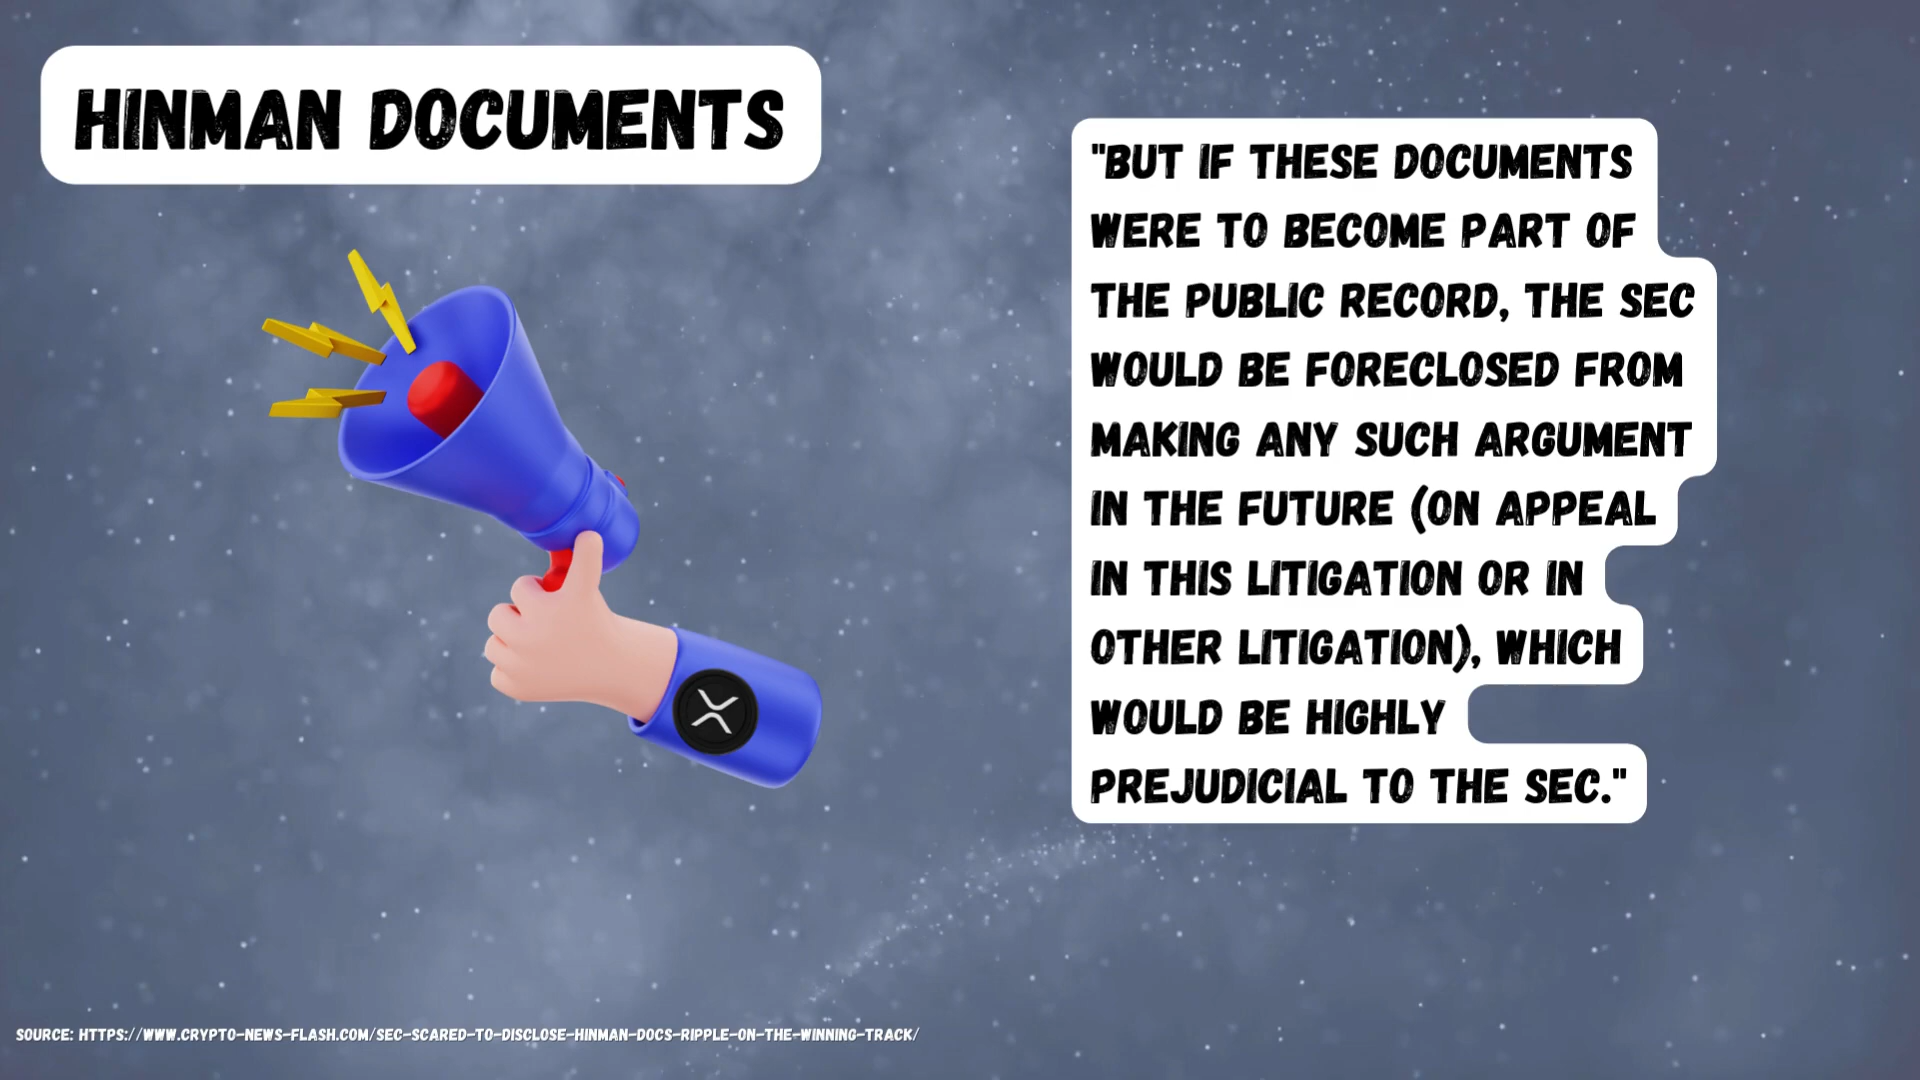 HINMAN DOCUMENTS
"BUT IF THESE DOCUMENTS
WERE TO BECOME PART OF
THE PUBLIC RECORD, THE SEC
WOULD BE FORECLOSED FROM
MAKING ANY SUCH ARGUMENT
IN THE FUTURE (ON APPEAL
IN THIS LITIGATION OR IN
OTHER LITIGATION), WHICH
WOULD BE HIGHLY
PREJUDICIAL TO THE SEC."
SOURCE: HTTPS://WWW.CRYPTO-NEWS-FLASH.COM/SEC-SCARED-TO-DISCLOSE-HINMAN-DOCS-RIPPLE-ON-THE-WINNING-TRACK/